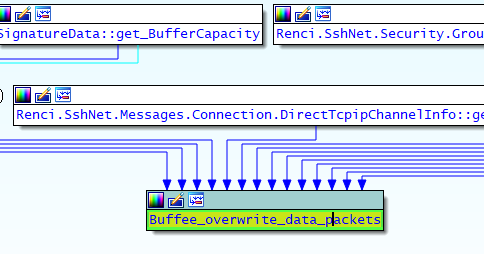 SignatureData::get_BufferCapacity
Renci.SshNet.Security.Grou
)
Renci.SshNet.Messages.Connection.DirectTcpipChannelInfo::ge
Buffee_overwrite_data_packets